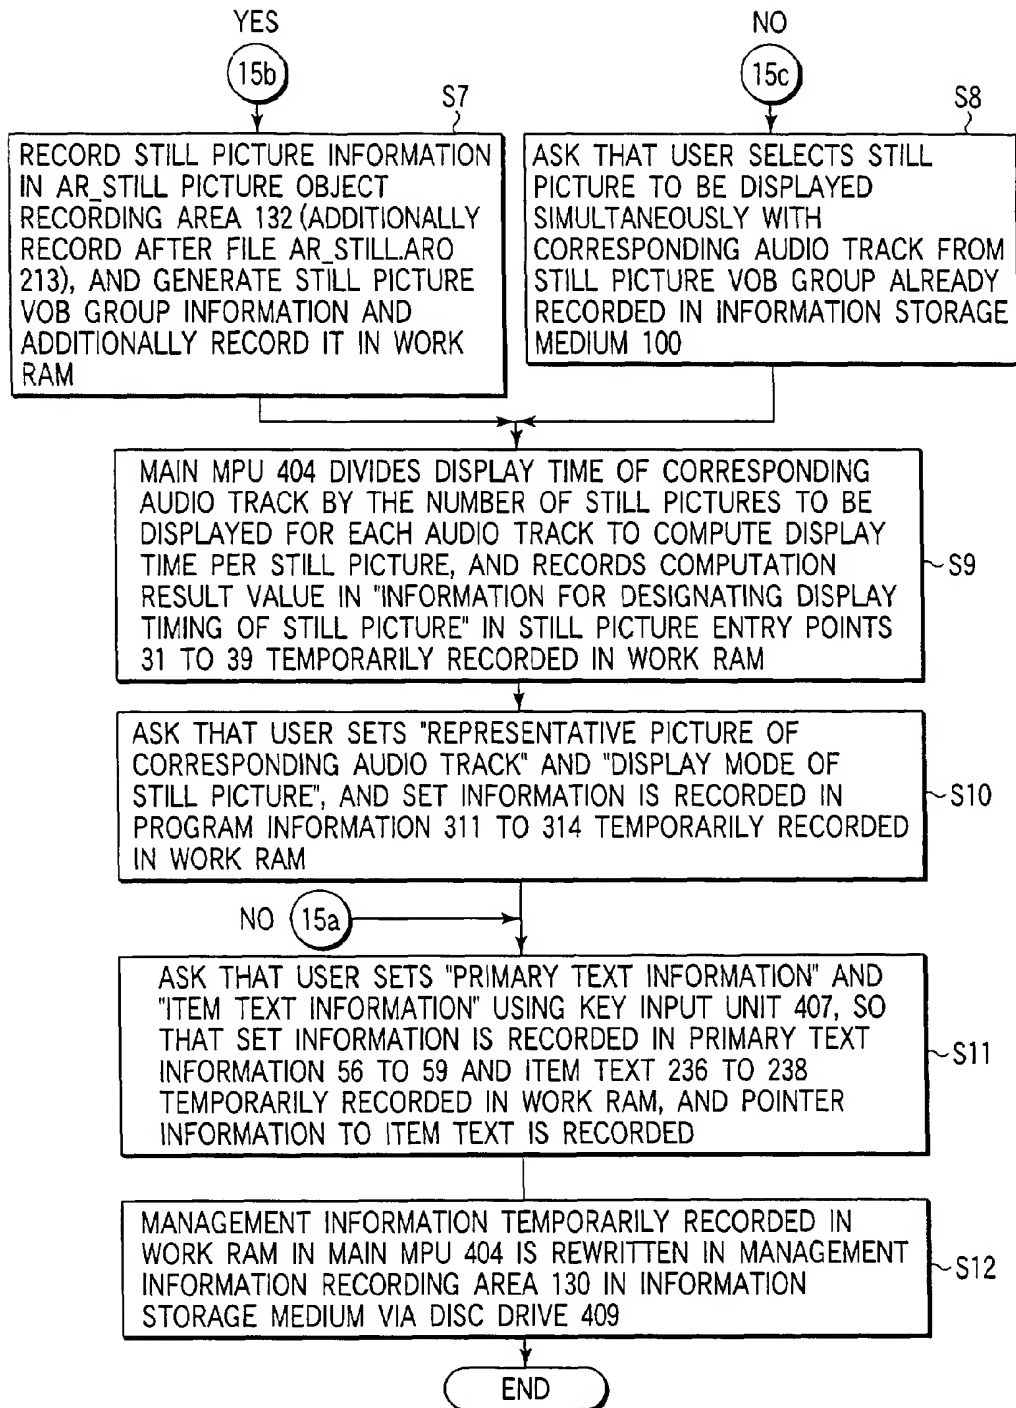 YES
15b
S7
RECORD STILL PICTURE INFORMATION
IN AR_STILL PICTURE OBJECT
RECORDING AREA 132 (ADDITIONALLY
RECORD AFTER FILE AR_STILL.ARO
213), AND GENERATE STILL PICTURE
VOB GROUP INFORMATION AND
ADDITIONALLY RECORD IT IN WORK
RAM
NO
15c
S8
ASK THAT USER SELECTS STILL
PICTURE TO BE DISPLAYED
SIMULTANEOUSLY WITH
CORRESPONDING AUDIO TRACK FROM
STILL PICTURE VOB GROUP ALREADY
RECORDED IN INFORMATION STORAGE
MEDIUM 100
MAIN MPU 404 DIVIDES DISPLAY TIME OF CORRESPONDING
AUDIO TRACK BY THE NUMBER OF STILL PICTURES TO BE
DISPLAYED FOR EACH AUDIO TRACK TO COMPUTE DISPLAY
TIME PER STILL PICTURE, AND RECORDS COMPUTATION
RESULT VALUE IN "INFORMATION FOR DESIGNATING DISPLAY
TIMING OF STILL PICTURE" IN STILL PICTURE ENTRY POINTS
31 TO 39 TEMPORARILY RECORDED IN WORK RAM
S9
ASK THAT USER SETS "REPRESENTATIVE PICTURE OF
CORRESPONDING AUDIO TRACK" AND "DISPLAY MODE OF
STILL PICTURE", AND SET INFORMATION IS RECORDED IN
PROGRAM INFORMATION 311 TO 314 TEMPORARILY RECORDED
IN WORK RAM
S10
NO 15a
ASK THAT USER SETS "PRIMARY TEXT INFORMATION" AND
"ITEM TEXT INFORMATION" USING KEY INPUT UNIT 407, SO
THAT SET INFORMATION IS RECORDED IN PRIMARY TEXT
INFORMATION 56 TO 59 AND ITEM TEXT 236 TO 238
TEMPORARILY RECORDED IN WORK RAM, AND POINTER
INFORMATION TO ITEM TEXT IS RECORDED
S11
MANAGEMENT INFORMATION TEMPORARILY RECORDED IN
WORK RAM IN MAIN MPU 404 IS REWRITTEN IN MANAGEMENT
INFORMATION RECORDING AREA 130 IN INFORMATION
STORAGE MEDIUM VIA DISC DRIVE 409
S12
END